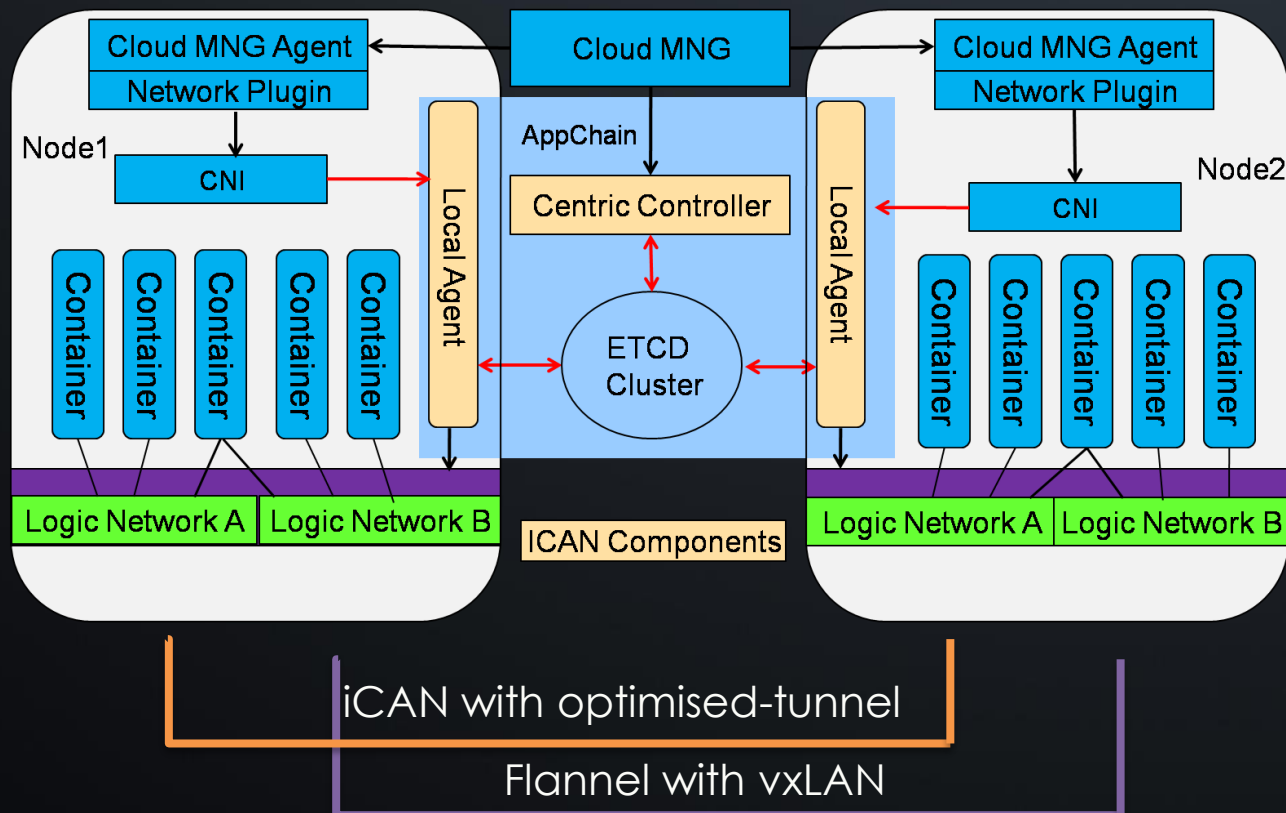 Cloud MNG Agent
Network Plugin
Cloud MNG
Cloud MNG Agent
Network Plugin
Node1
CNI
Local Agent
AppChain
Centric Controller
Local Agent
Node2
CNI
Container
Container
Container
Container
Container
ETCD
Cluster
Container
Container
Container
Container
Container
Logic Network A
Logic Network B
ICAN Components
Logic Network A
Logic Network B
iCAN with optimised-tunnel
Flannel with vxLAN